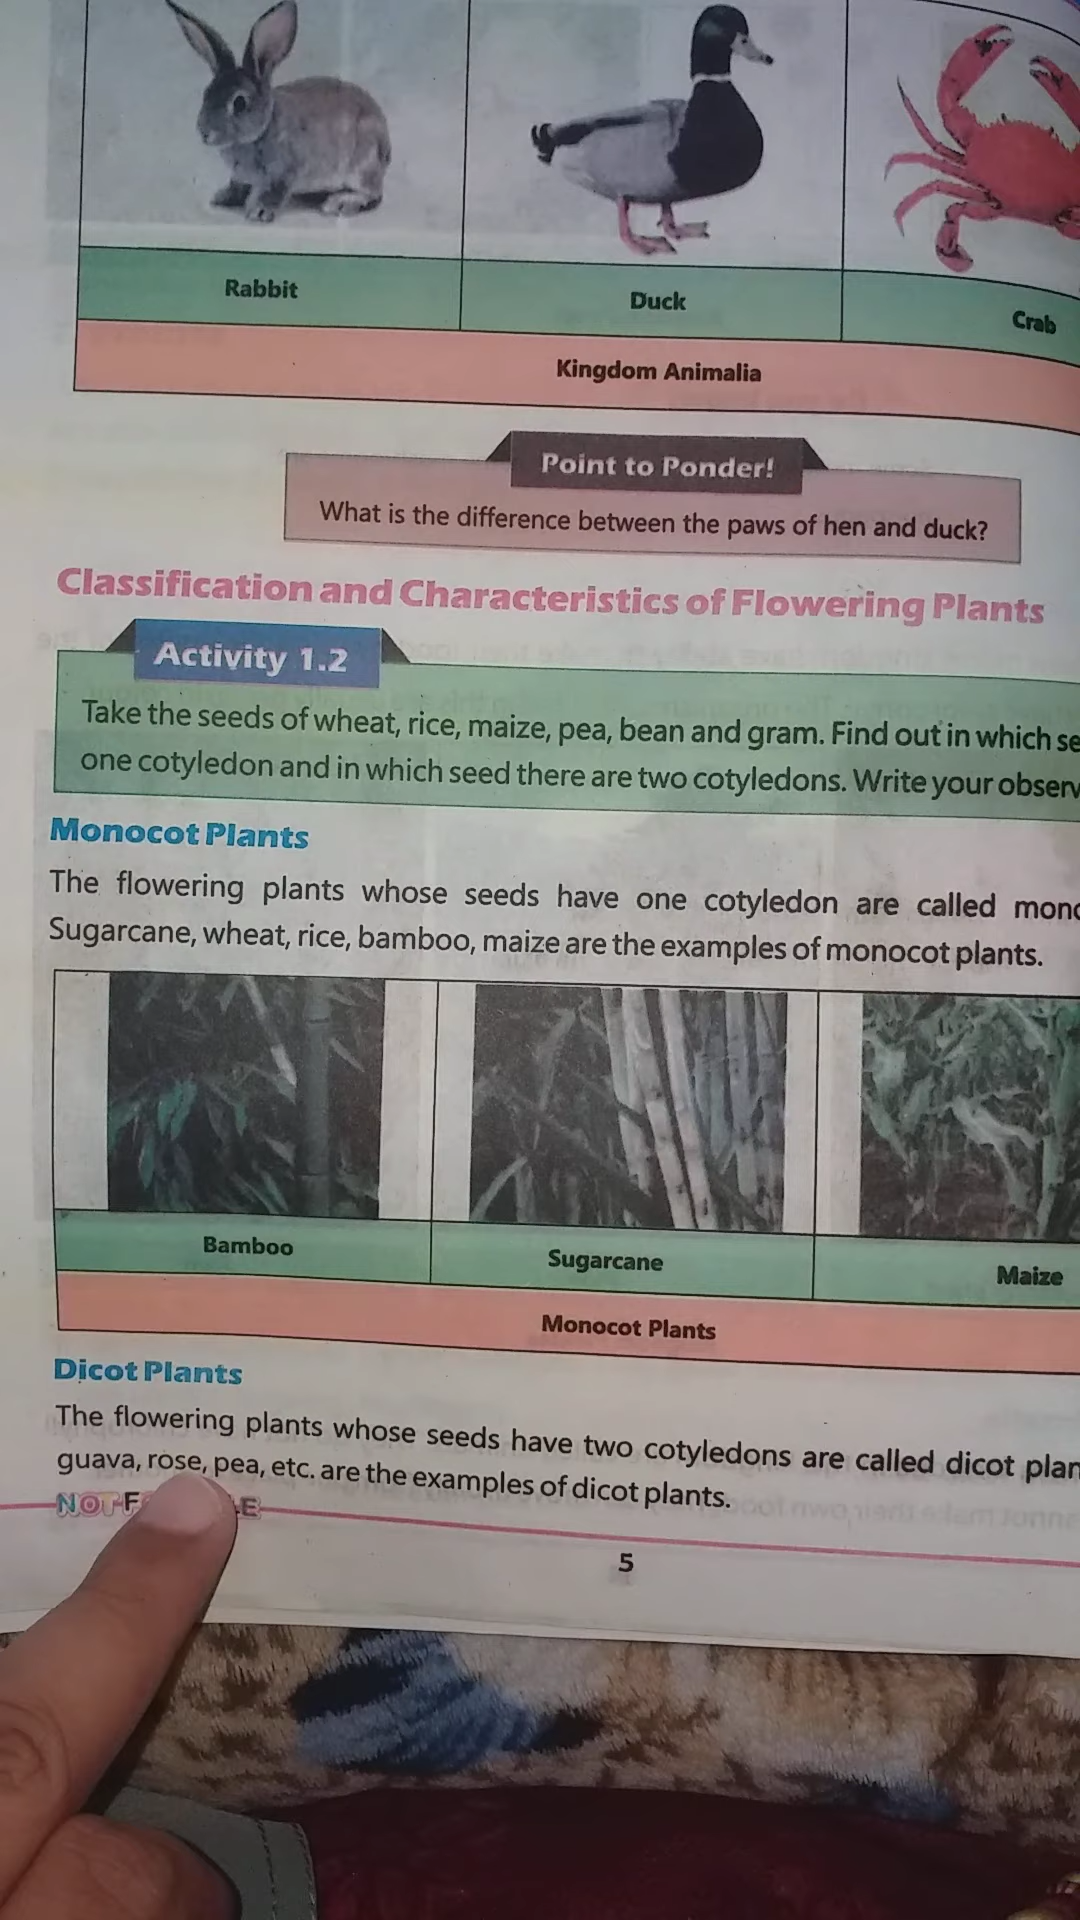 Rabbit
Duck
Crab
Kingdom Animalia
Point to Ponder!
What is the difference between the paws of hen and duck?
Classification and Characteristics of Flowering Plants
Activity 1.2
Take the seeds of wheat, rice, maize, pea, bean and gram. Find out in which
one cotyledon and in which seed there are two cotyledons. Write your
Monocot Plants
The flowering plants whose seeds have one cotyledon are called
Sugarcane, wheat, rice, bamboo, maize are the examples of monocot plants.
Bamboo
Sugarcane
Maize
Monocot Plants
Dicot Plants
The flowering plants whose seeds have two cotyledons are called dicot
guava, rose, pea, etc. are the examples of dicot plants.
NOT
5